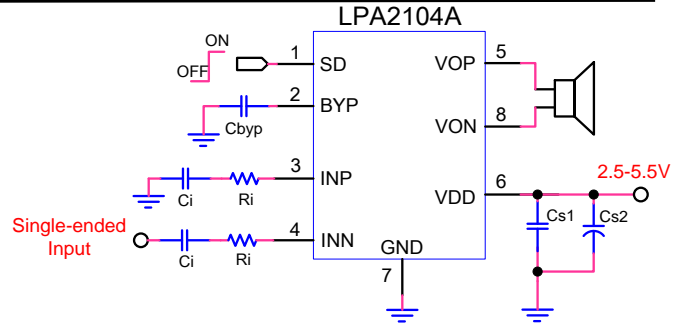 LPA2104A
ON
OFF
1
SD
VOP
5
2
BYP
Cbyp
VON
8
3
INP
Ci
Ri
VDD
6
2.5-5.5V
Single-ended
Input
4
INN
Ci
Ri
GND
7
Cs1
Cs2